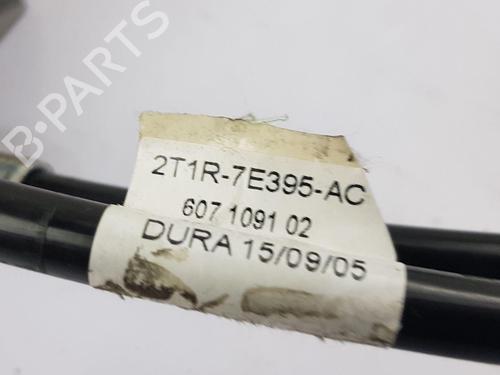 B-PARTS
2T1R-7E395-AC
607 1091 02
DURA 15/09/05